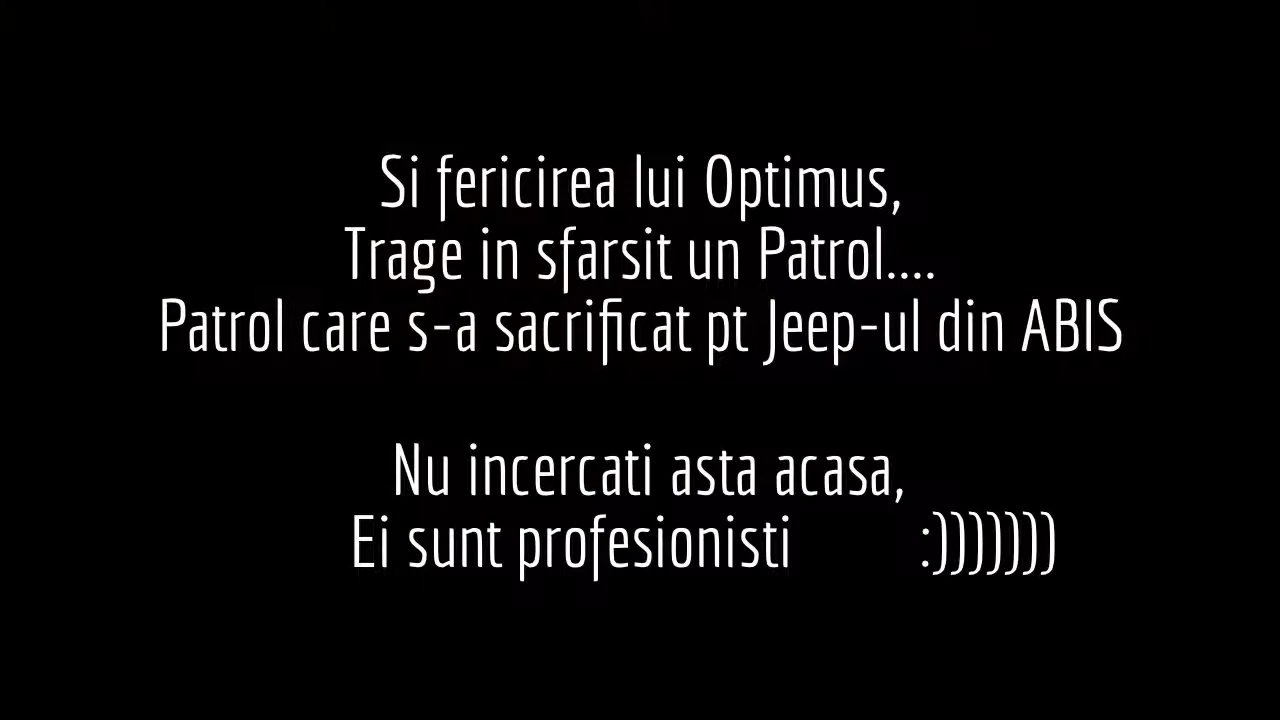 Si fericirea lui Optimus,
Trage in sfarsit un Patrol....
Patrol care s-a sacrificat pt Jeep-ul din ABIS
Nu incercati asta acasa,
Ei sunt profesionisti :)))))))